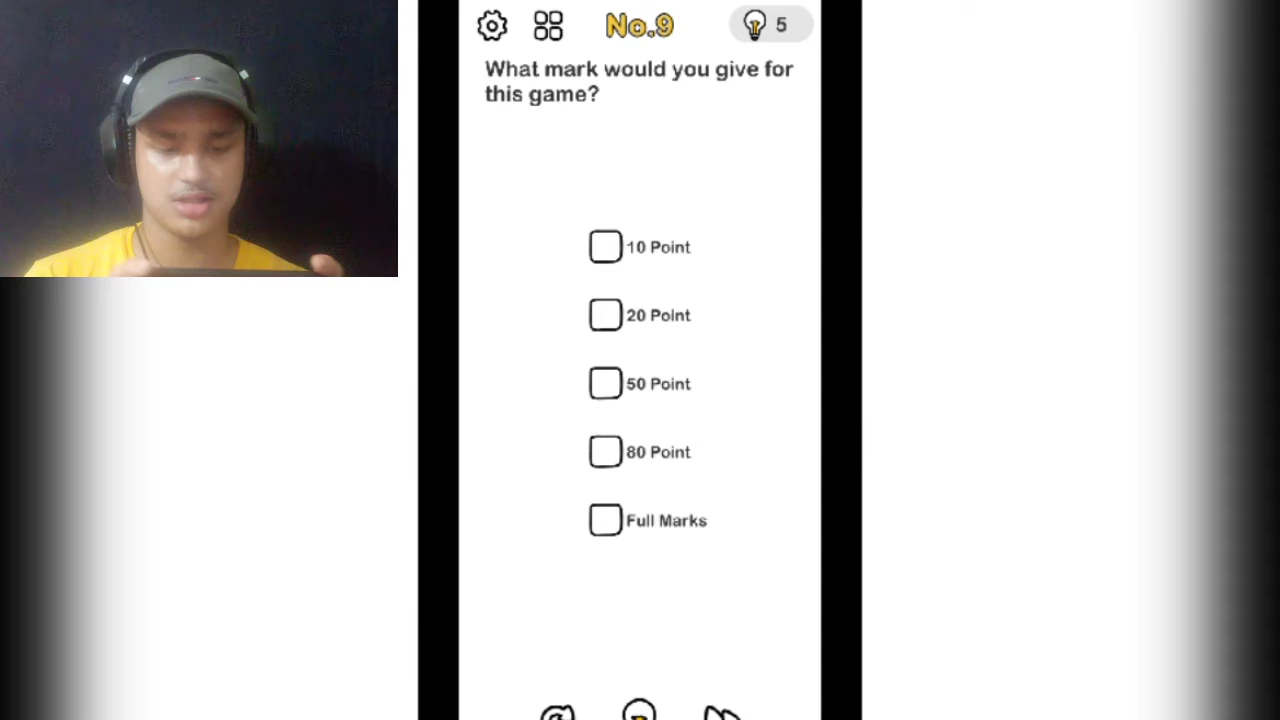 No.9
5
What mark would you give for
this game?
10 Point
20 Point
50 Point
80 Point
Full Marks